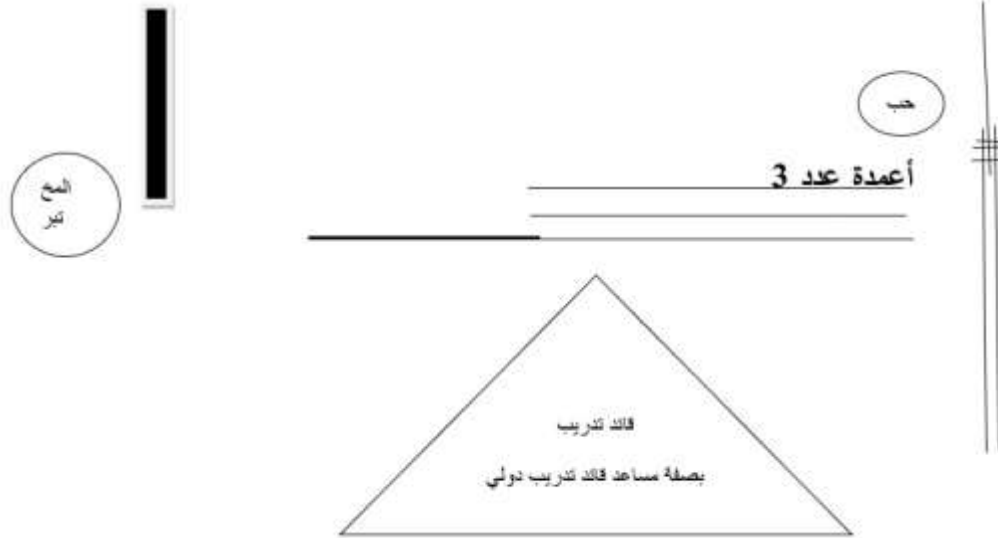 حب
أعمدة عدد 3
المخ
تبر
قائد تدريب
بصفة مساعد قائد تدريب دولي